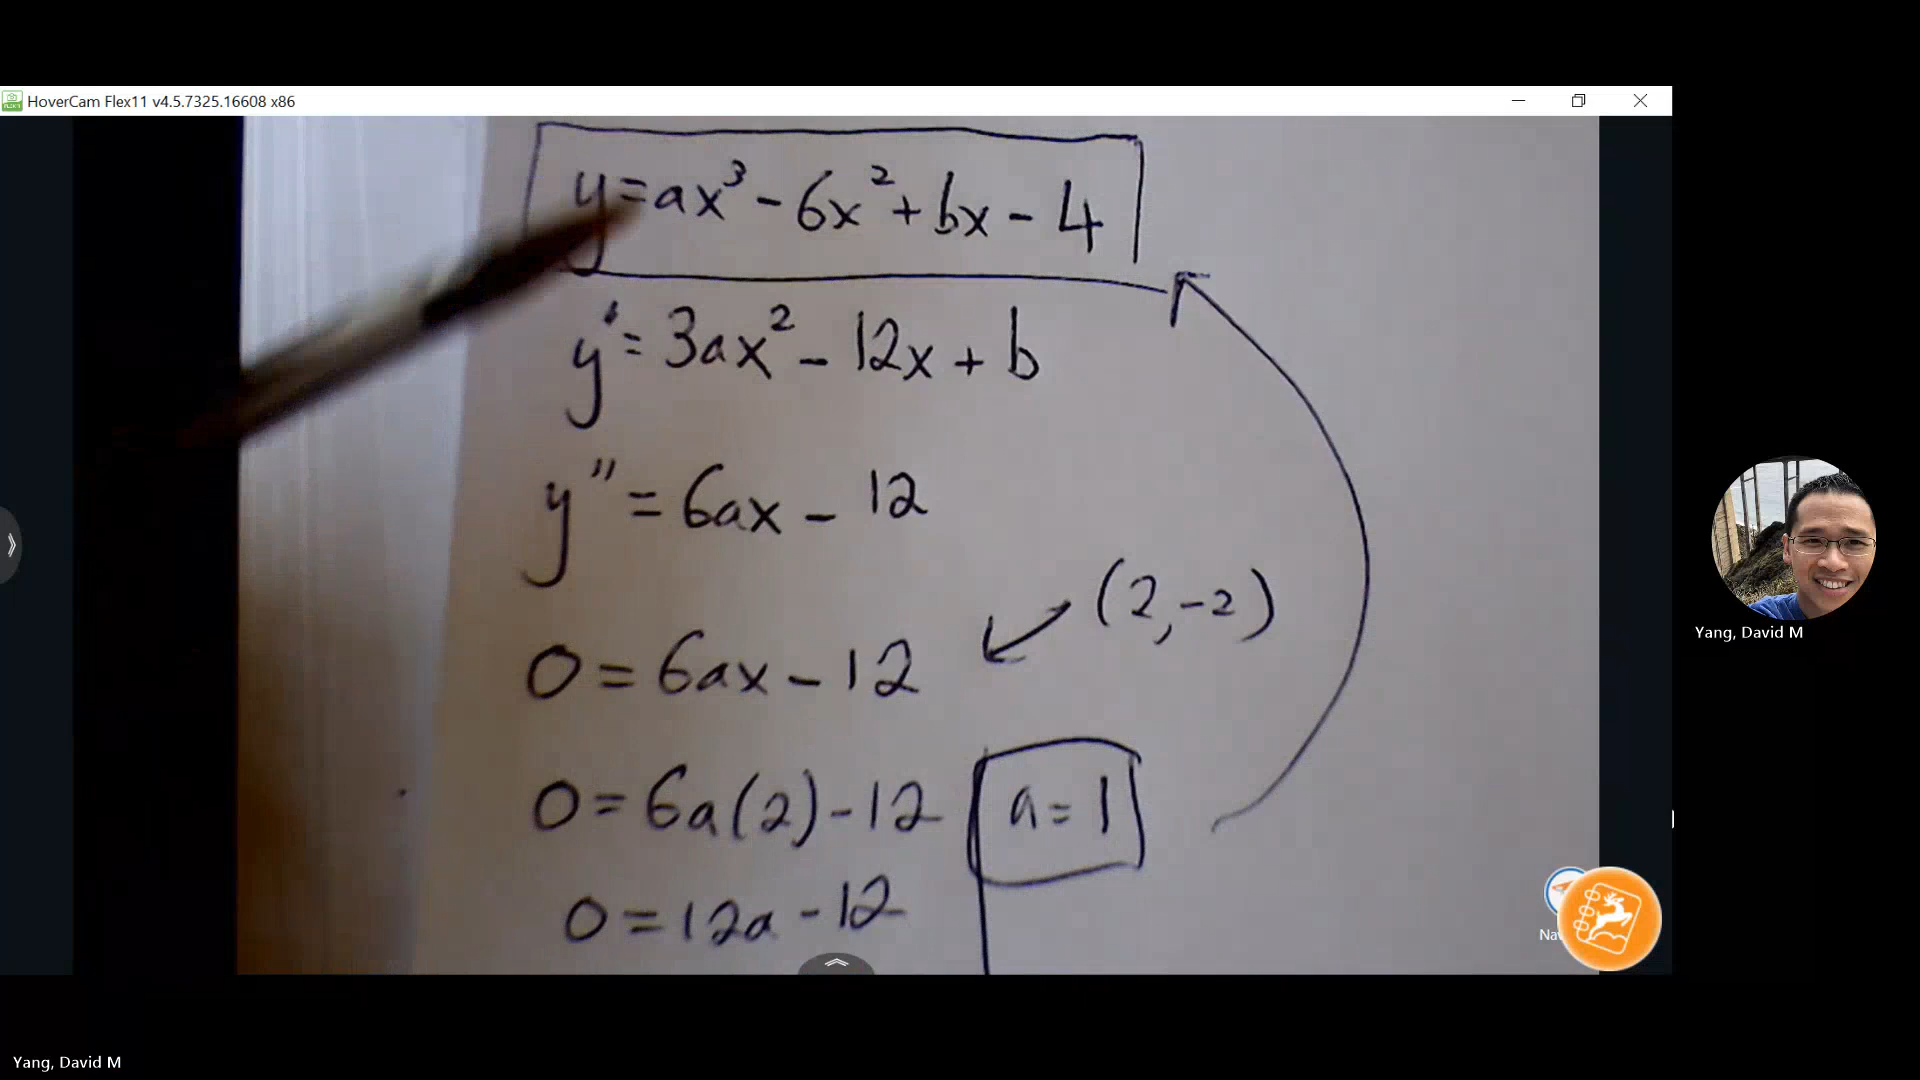 HoverCam Flex11 v4.5.7325.16608 x86
y=ax³-6x²+bx-4
y'=3ax²-12x+b
y"=6ax-12
0=6ax-12
(2,-2)
0=6a(2)-12
a=1
0=12a-12
Yang, David M
Yang, David M